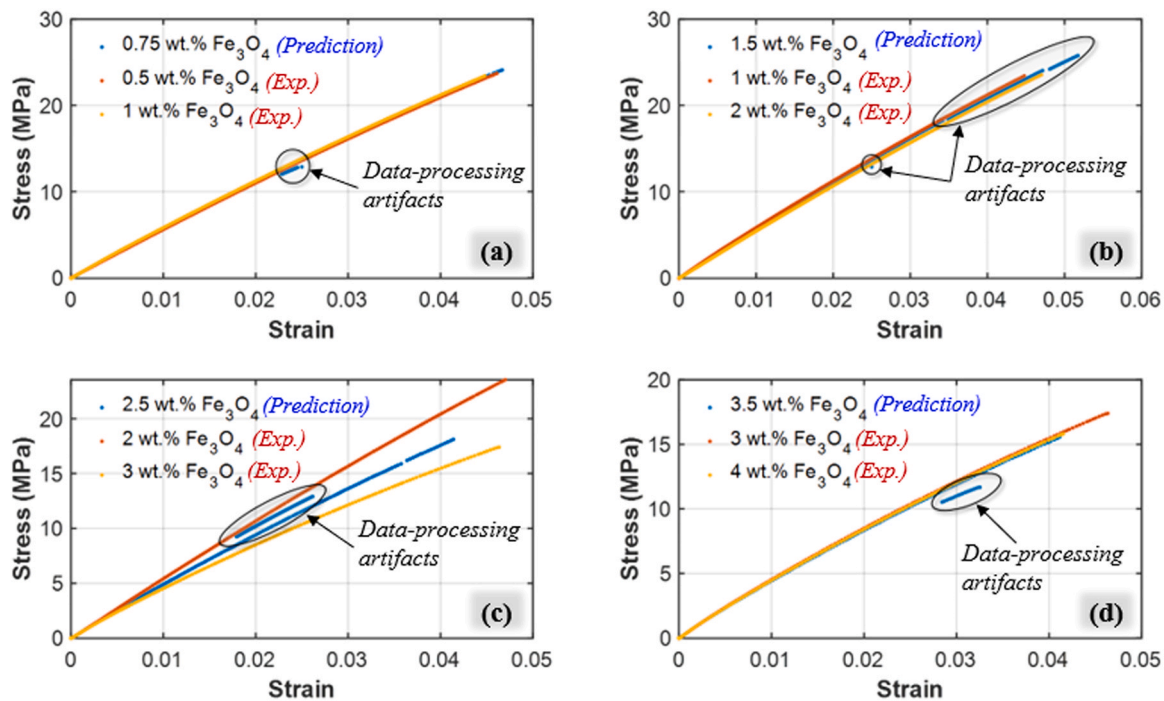 30
20
10
0
Stress (MPa)
0.75 wt.% Fe3O4 (Prediction)
0.5 wt.% Fe3O4 (Exp.)
1 wt.% Fe3O4 (Exp.)
Data-processing
artifacts
(a)
0 0.01 0.02 0.03 0.04 0.05
Strain
30
20
10
0
Stress (MPa)
1.5 wt.% Fe3O4 (Prediction)
1 wt.% Fe3O4 (Exp.)
2 wt.% Fe3O4 (Exp.)
Data-processing
artifacts
(b)
0 0.01 0.02 0.03 0.04 0.05 0.06
Strain
20
15
10
5
0
Stress (MPa)
2.5 wt.% Fe3O4 (Prediction)
2 wt.% Fe3O4 (Exp.)
3 wt.% Fe3O4 (Exp.)
Data-processing
artifacts
(c)
0 0.01 0.02 0.03 0.04 0.05
Strain
20
15
10
5
0
Stress (MPa)
3.5 wt.% Fe3O4 (Prediction)
3 wt.% Fe3O4 (Exp.)
4 wt.% Fe3O4 (Exp.)
Data-processing
artifacts
(d)
0 0.01 0.02 0.03 0.04 0.05
Strain